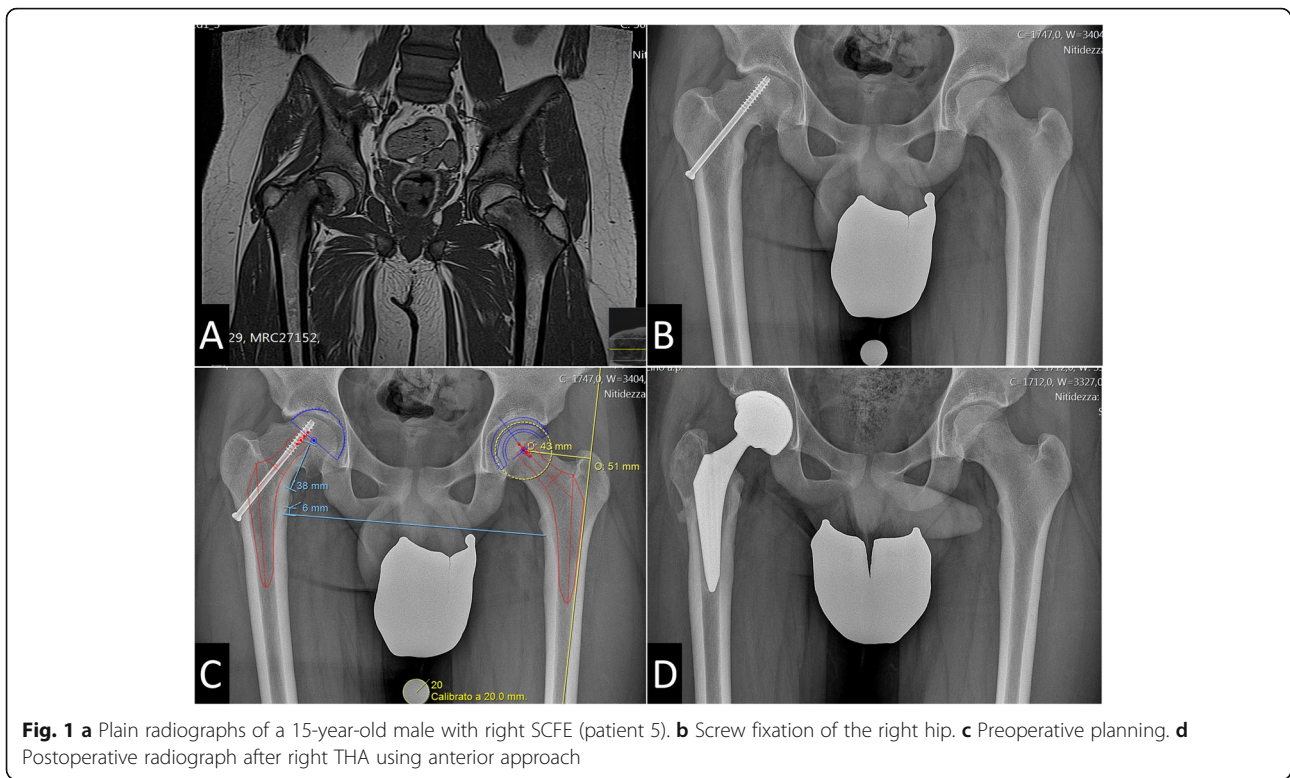 Nit
A
29, MRC27152,
C=1747,0, W=3404
Nitidezza
B
C=1747,0, W=3404,
Nitidezza:
O: 43 mm
O: 51 mm
38 mm
6 mm
20
Calibrato a 20.0 mm.
C
C=1712,0, W=3327,0
Nitidezza:
D
Fig. 1 a Plain radiographs of a 15-year-old male with right SCFE (patient 5). b Screw fixation of the right hip. c Preoperative planning. d
Postoperative radiograph after right THA using anterior approach